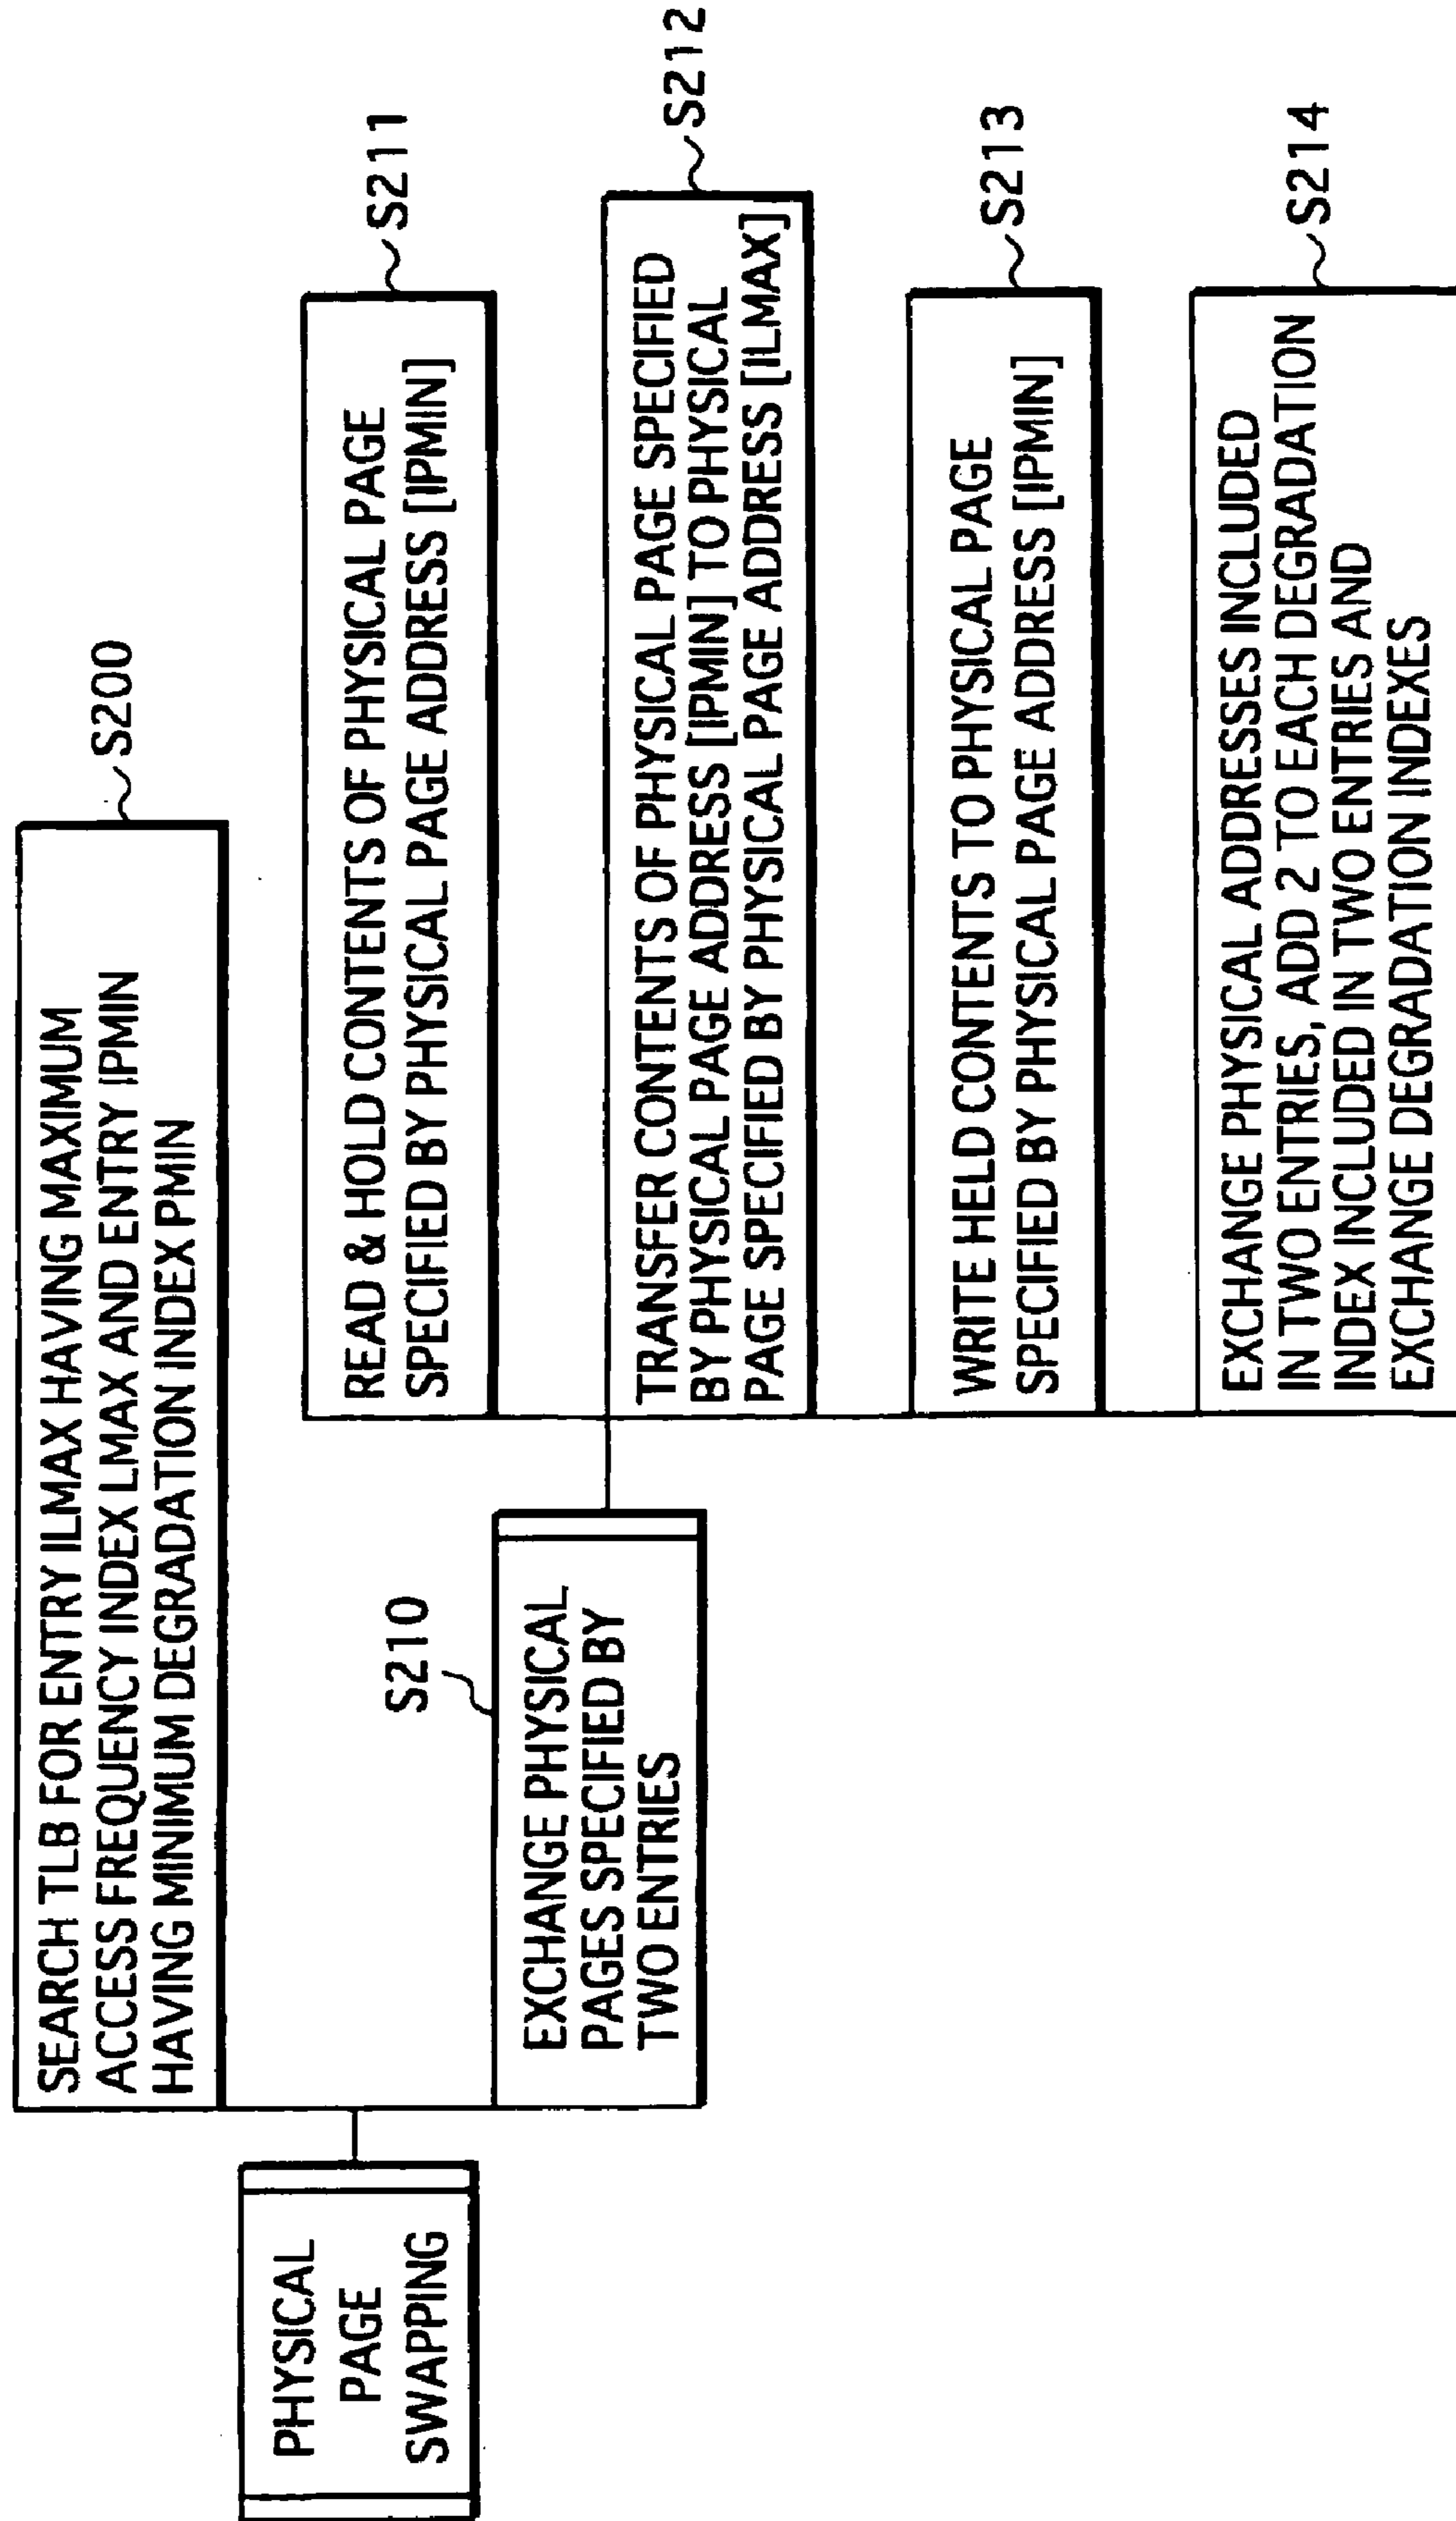 PHYSICAL
PAGE
SWAPPING
SEARCH TLB FOR ENTRY ILMAX HAVING MAXIMUM
ACCESS FREQUENCY INDEX LMAX AND ENTRY IPMIN
HAVING MINIMUM DEGRADATION INDEX PMIN
S200
S210
EXCHANGE PHYSICAL
PAGES SPECIFIED BY
TWO ENTRIES
READ & HOLD CONTENTS OF PHYSICAL PAGE
SPECIFIED BY PHYSICAL PAGE ADDRESS [IPMIN]
S211
TRANSFER CONTENTS OF PHYSICAL PAGE SPECIFIED
BY PHYSICAL PAGE ADDRESS [IPMIN] TO PHYSICAL
PAGE SPECIFIED BY PHYSICAL PAGE ADDRESS [ILMAX]
S212
WRITE HELD CONTENTS TO PHYSICAL PAGE
SPECIFIED BY PHYSICAL PAGE ADDRESS [IPMIN]
S213
EXCHANGE PHYSICAL ADDRESSES INCLUDED
IN TWO ENTRIES, ADD 2 TO EACH DEGRADATION
INDEX INCLUDED IN TWO ENTRIES AND
EXCHANGE DEGRADATION INDEXES
S214